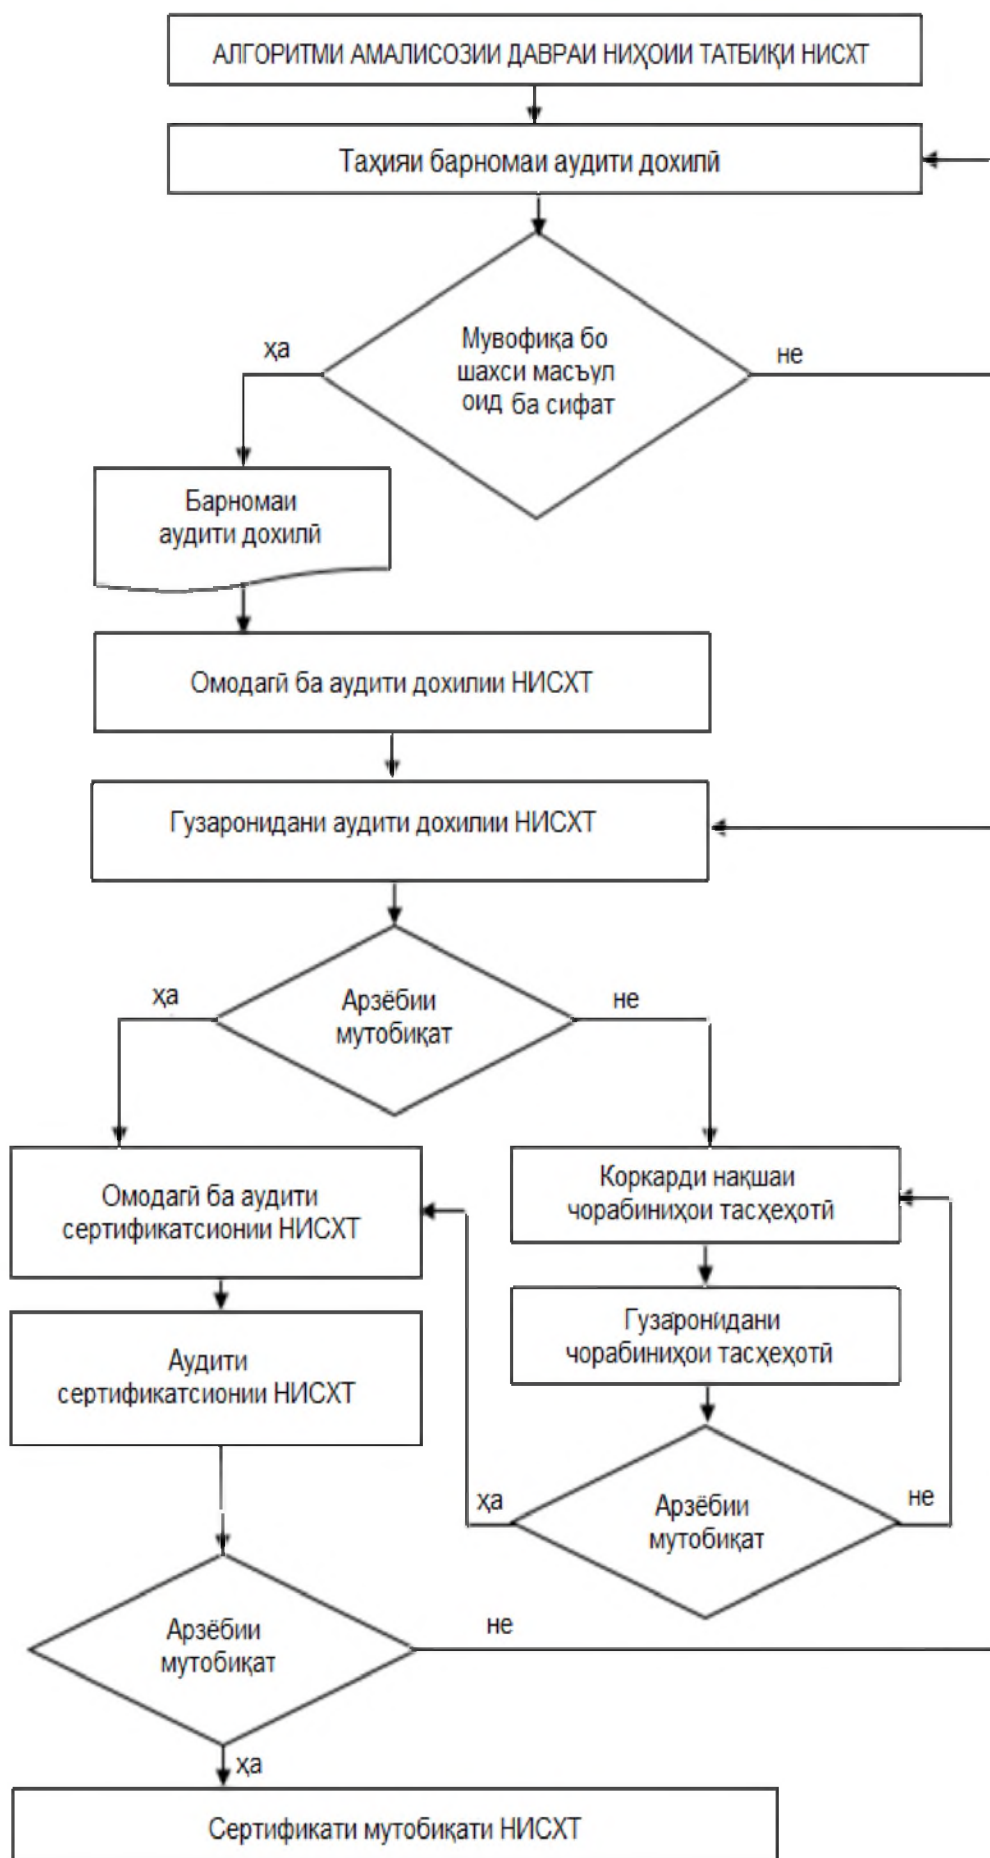 АЛГОРИТМИ АМАЛИСОЗИИ ДАВРАИ НИҲОИИ ТАТБИҚИ НИСХТ
Таҳияи барномаи аудити дохилӣ
Мувофиқа бо
шахси масъул
оид ба сифат
ҳа
не
Барномаи
аудити дохилӣ
Омодагӣ ба аудити дохилии НИСХТ
Гузаронидани аудити дохилии НИСХТ
Арзёбии
мутобиқат
ҳа
не
Омодагӣ ба аудити
сертификатсионии НИСХТ
Коркарди нақшаи
чорабиниҳои тасҳеҳотӣ
Аудити
сертификатсионии НИСХТ
Гузаронидани
чорабиниҳои тасҳеҳотӣ
Арзёбии
мутобиқат
ҳа
не
Арзёбии
мутобиқат
не
ҳа
Сертификати мутобиқати НИСХТ